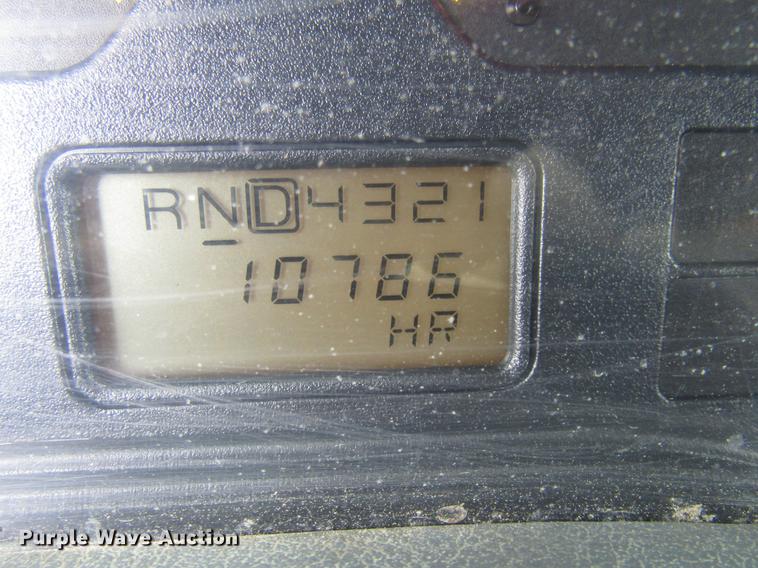 RND4321
10786
HR
Purple Wave Auction